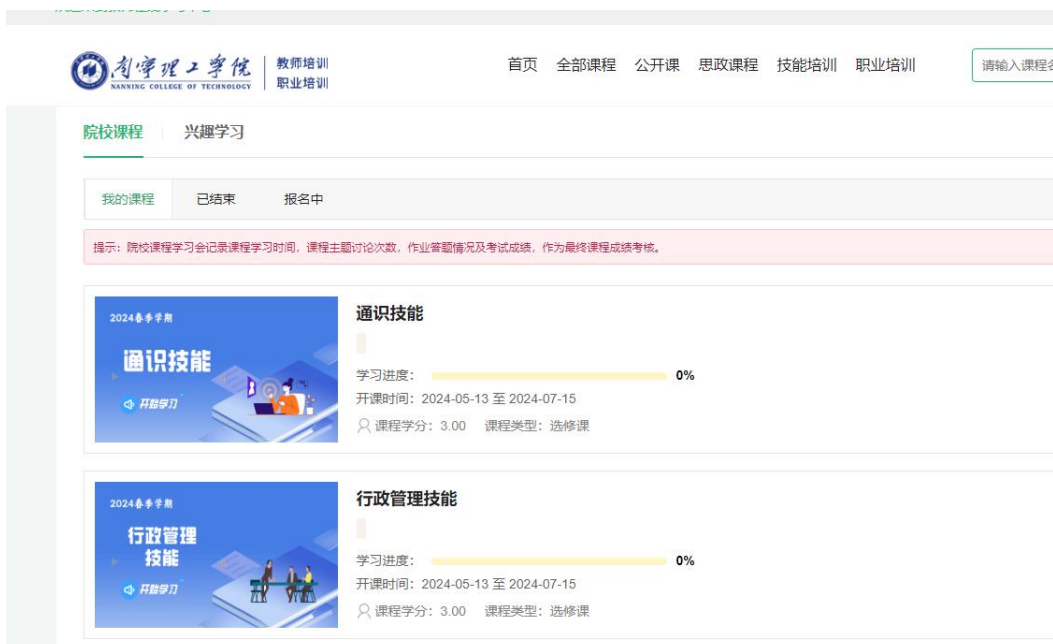 南宁理工学院
NANNING COLLEGE OF TECHNOLOGY
教师培训
职业培训
首页 全部课程 公开课 思政课程 技能培训 职业培训
请输入课程名
院校课程 兴趣学习
我的课程 已结束 报名中
提示：院校课程学习会记录课程学习时间，课程主题讨论次数，作业答题情况及考试成绩，作为最终课程成绩考核。
2024春季学期
通识技能
开始学习
通识技能
学习进度： 0%
开课时间：2024-05-13 至 2024-07-15
课程学分：3.00 课程类型：选修课
2024春季学期
行政管理
技能
开始学习
行政管理技能
学习进度： 0%
开课时间：2024-05-13 至 2024-07-15
课程学分：3.00 课程类型：选修课